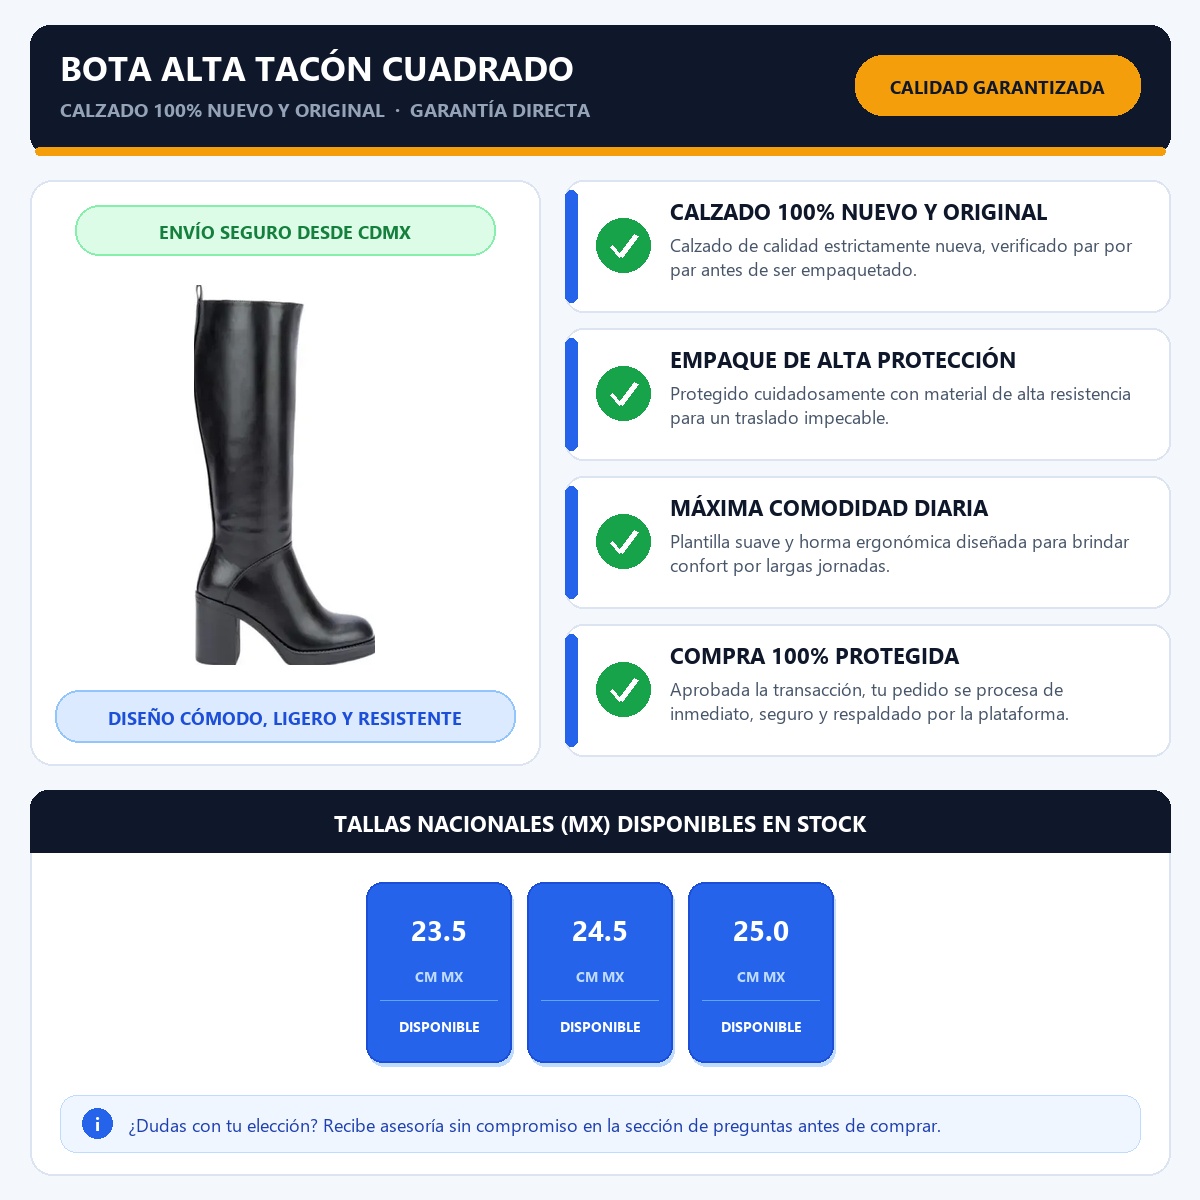 BOTA ALTA TACÓN CUADRADO
CALZADO 100% NUEVO Y ORIGINAL · GARANTÍA DIRECTA
CALIDAD GARANTIZADA
ENVÍO SEGURO DESDE CDMX
DISEÑO CÓMODO, LIGERO Y RESISTENTE
CALZADO 100% NUEVO Y ORIGINAL
Calzado de calidad estrictamente nueva, verificado par por
par antes de ser empaquetado.
EMPAQUE DE ALTA PROTECCIÓN
Protegido cuidadosamente con material de alta resistencia
para un traslado impecable.
MÁXIMA COMODIDAD DIARIA
Plantilla suave y horma ergonómica diseñada para brindar
confort por largas jornadas.
COMPRA 100% PROTEGIDA
Aprobada la transacción, tu pedido se procesa de
inmediato, seguro y respaldado por la plataforma.
TALLAS NACIONALES (MX) DISPONIBLES EN STOCK
23.5
CM MX
DISPONIBLE
24.5
CM MX
DISPONIBLE
25.0
CM MX
DISPONIBLE
¿Dudas con tu elección? Recibe asesoría sin compromiso en la sección de preguntas antes de comprar.